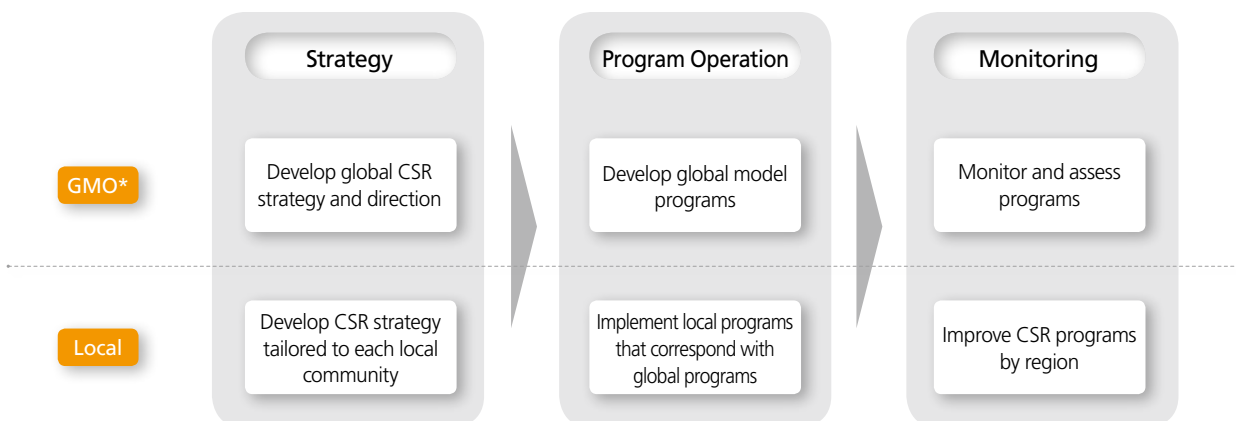 Strategy
Program Operation
Monitoring
GMO*
Develop global CSR
strategy and direction
Develop global model
programs
Monitor and assess
programs
Local
Develop CSR strategy
tailored to each local
community
Implement local programs
that correspond with
global programs
Improve CSR programs
by region